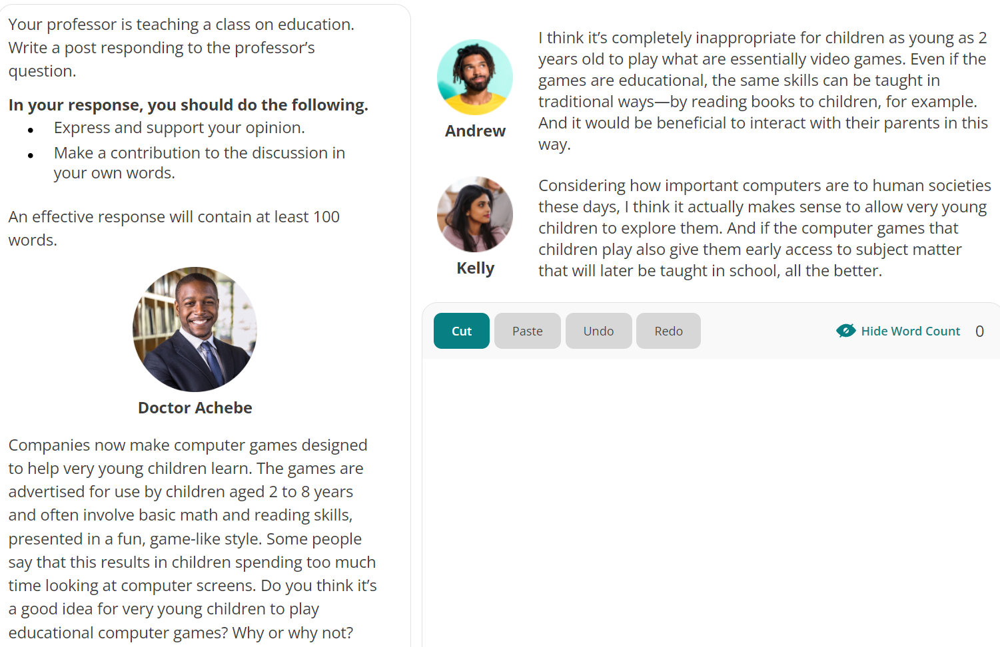 Your professor is teaching a class on education.
Write a post responding to the professor’s
question.
In your response, you should do the following.
• Express and support your opinion.
• Make a contribution to the discussion in
your own words.
An effective response will contain at least 100
words.
Doctor Achebe
Companies now make computer games designed
to help very young children learn. The games are
advertised for use by children aged 2 to 8 years
and often involve basic math and reading skills,
presented in a fun, game-like style. Some people
say that this results in children spending too much
time looking at computer screens. Do you think it’s
a good idea for very young children to play
educational computer games? Why or why not?
I think it’s completely inappropriate for children as young as 2
years old to play what are essentially video games. Even if the
games are educational, the same skills can be taught in
traditional ways—by reading books to children, for example.
And it would be beneficial to interact with their parents in this
way.
Andrew
Considering how important computers are to human societies
these days, I think it actually makes sense to allow very young
children to explore them. And if the computer games that
children play also give them early access to subject matter
that will later be taught in school, all the better.
Kelly
Cut Paste Undo Redo Hide Word Count 0